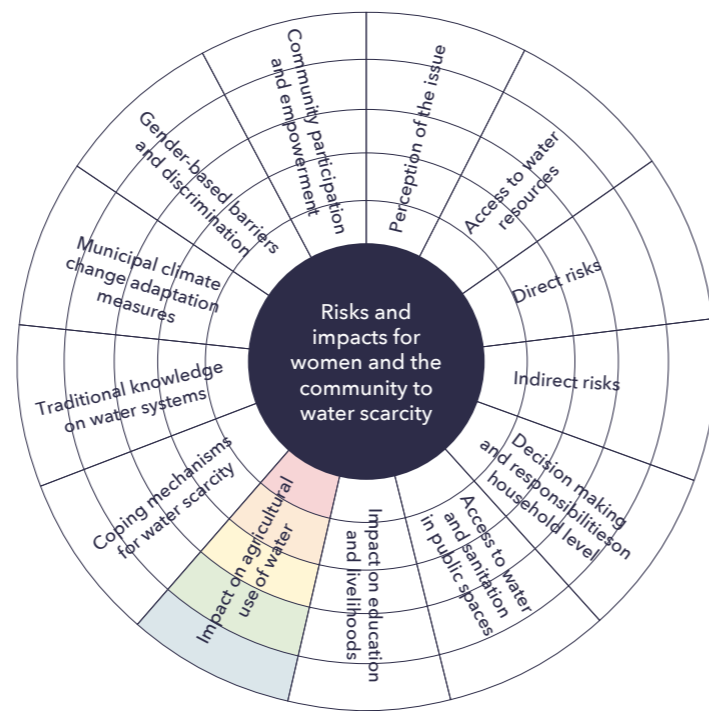 Risks and
impacts for
women and the
community to
water scarcity
Perception of the issue
Access to water
resources
Direct risks
Indirect risks
Decision making
and responsibilitieson
household level
Access to water
and sanitation
in public spaces
Impact on education
and livelihoods
Impact on agricultural
use of water
Coping mechanisms
for water scarcity
Traditional knowledge
on water systems
Municipal climate
change adaptation
measures
Gender-based barriers
and discrimination
Community participation
and empowerment